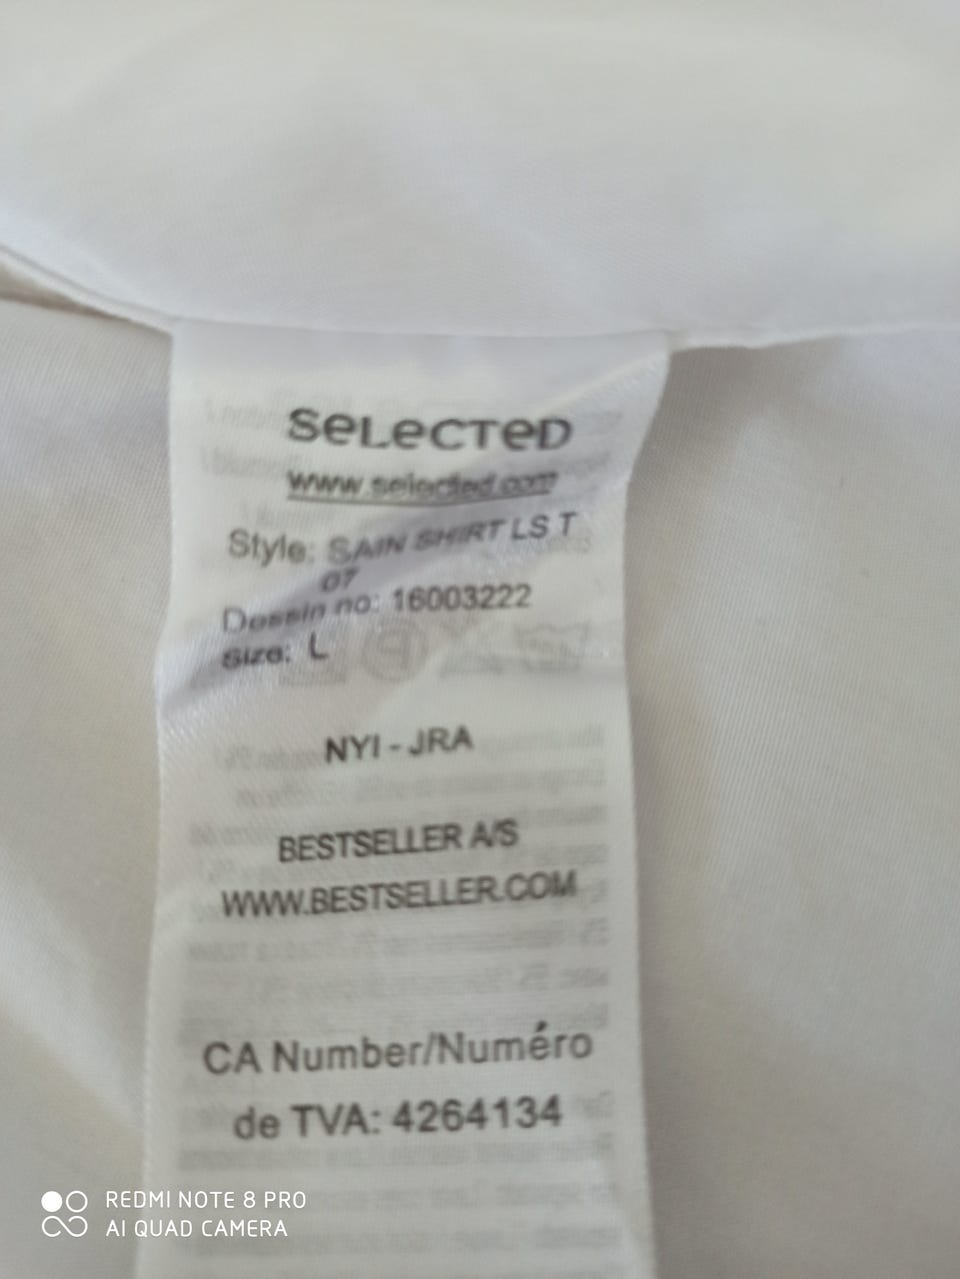 SELECTED
www.selected.com
Style: SAIN SHIRT LS T
07
Dessin no: 16003222
Size: L
NYI - JRA
BESTSELLER A/S
WWW.BESTSELLER.COM
CA Number/Numéro
de TVA: 4264134
REDMI NOTE 8 PRO
AI QUAD CAMERA